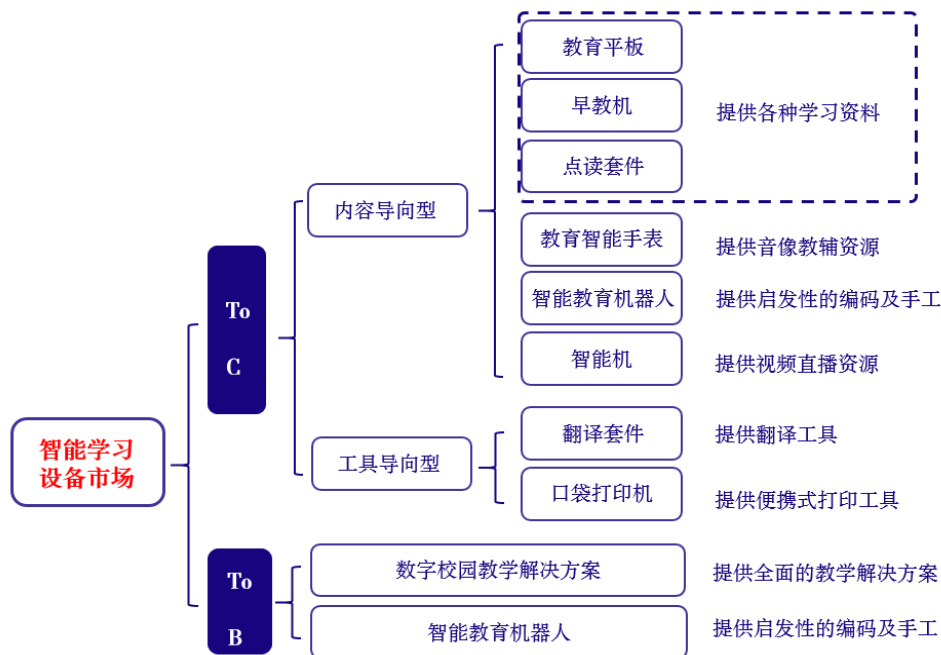 教育平板
早教机
提供各种学习资料
点读套件
内容导向型
教育智能手表
提供音像教辅资源
智能教育机器人
提供启发性的编码及手工
智能机
提供视频直播资源
To
C
智能学习
设备市场
工具导向型
翻译套件
提供翻译工具
口袋打印机
提供便携式打印工具
To
B
数字校园教学解决方案
提供全面的教学解决方案
智能教育机器人
提供启发性的编码及手工